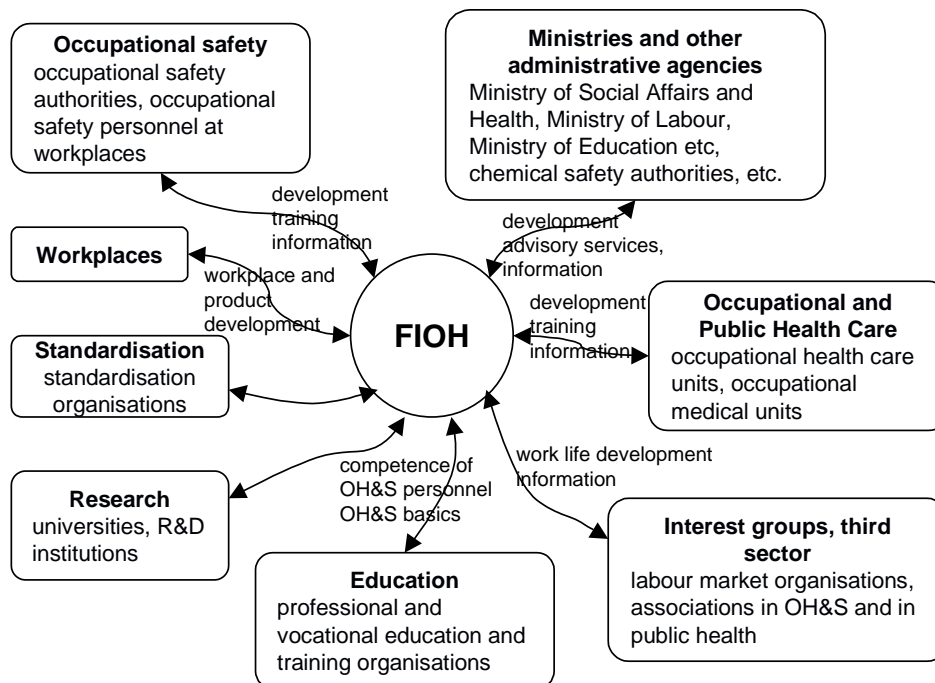 Occupational safety
occupational safety
authorities, occupational
safety personnel at
workplaces
Ministries and other
administrative agencies
Ministry of Social Affairs and
Health, Ministry of Labour,
Ministry of Education etc,
chemical safety authorities, etc.
development
training
information
development
advisory services,
information
Workplaces
workplace and
product
development
FIOH
development
training
information
Occupational and
Public Health Care
occupational health care
units, occupational
medical units
Standardisation
standardisation
organisations
Research
universities, R&D
institutions
competence of
OH&S personnel
OH&S basics
work life development
information
Education
professional and
vocational education and
training organisations
Interest groups, third
sector
labour market organisations,
associations in OH&S and in
public health